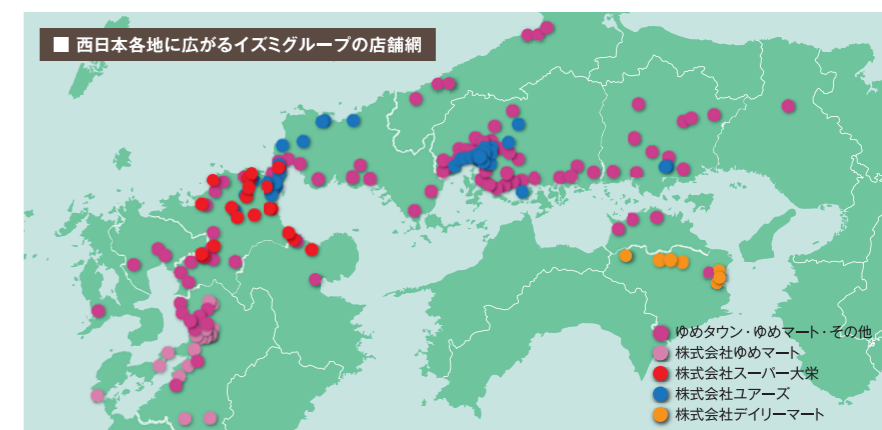 ■ 西日本各地に広がるイズミグループの店舗網
ゆめタウン・ゆめマート・その他
株式会社ゆめマート
株式会社スーパー大栄
株式会社ユアーズ
株式会社デイリーマート